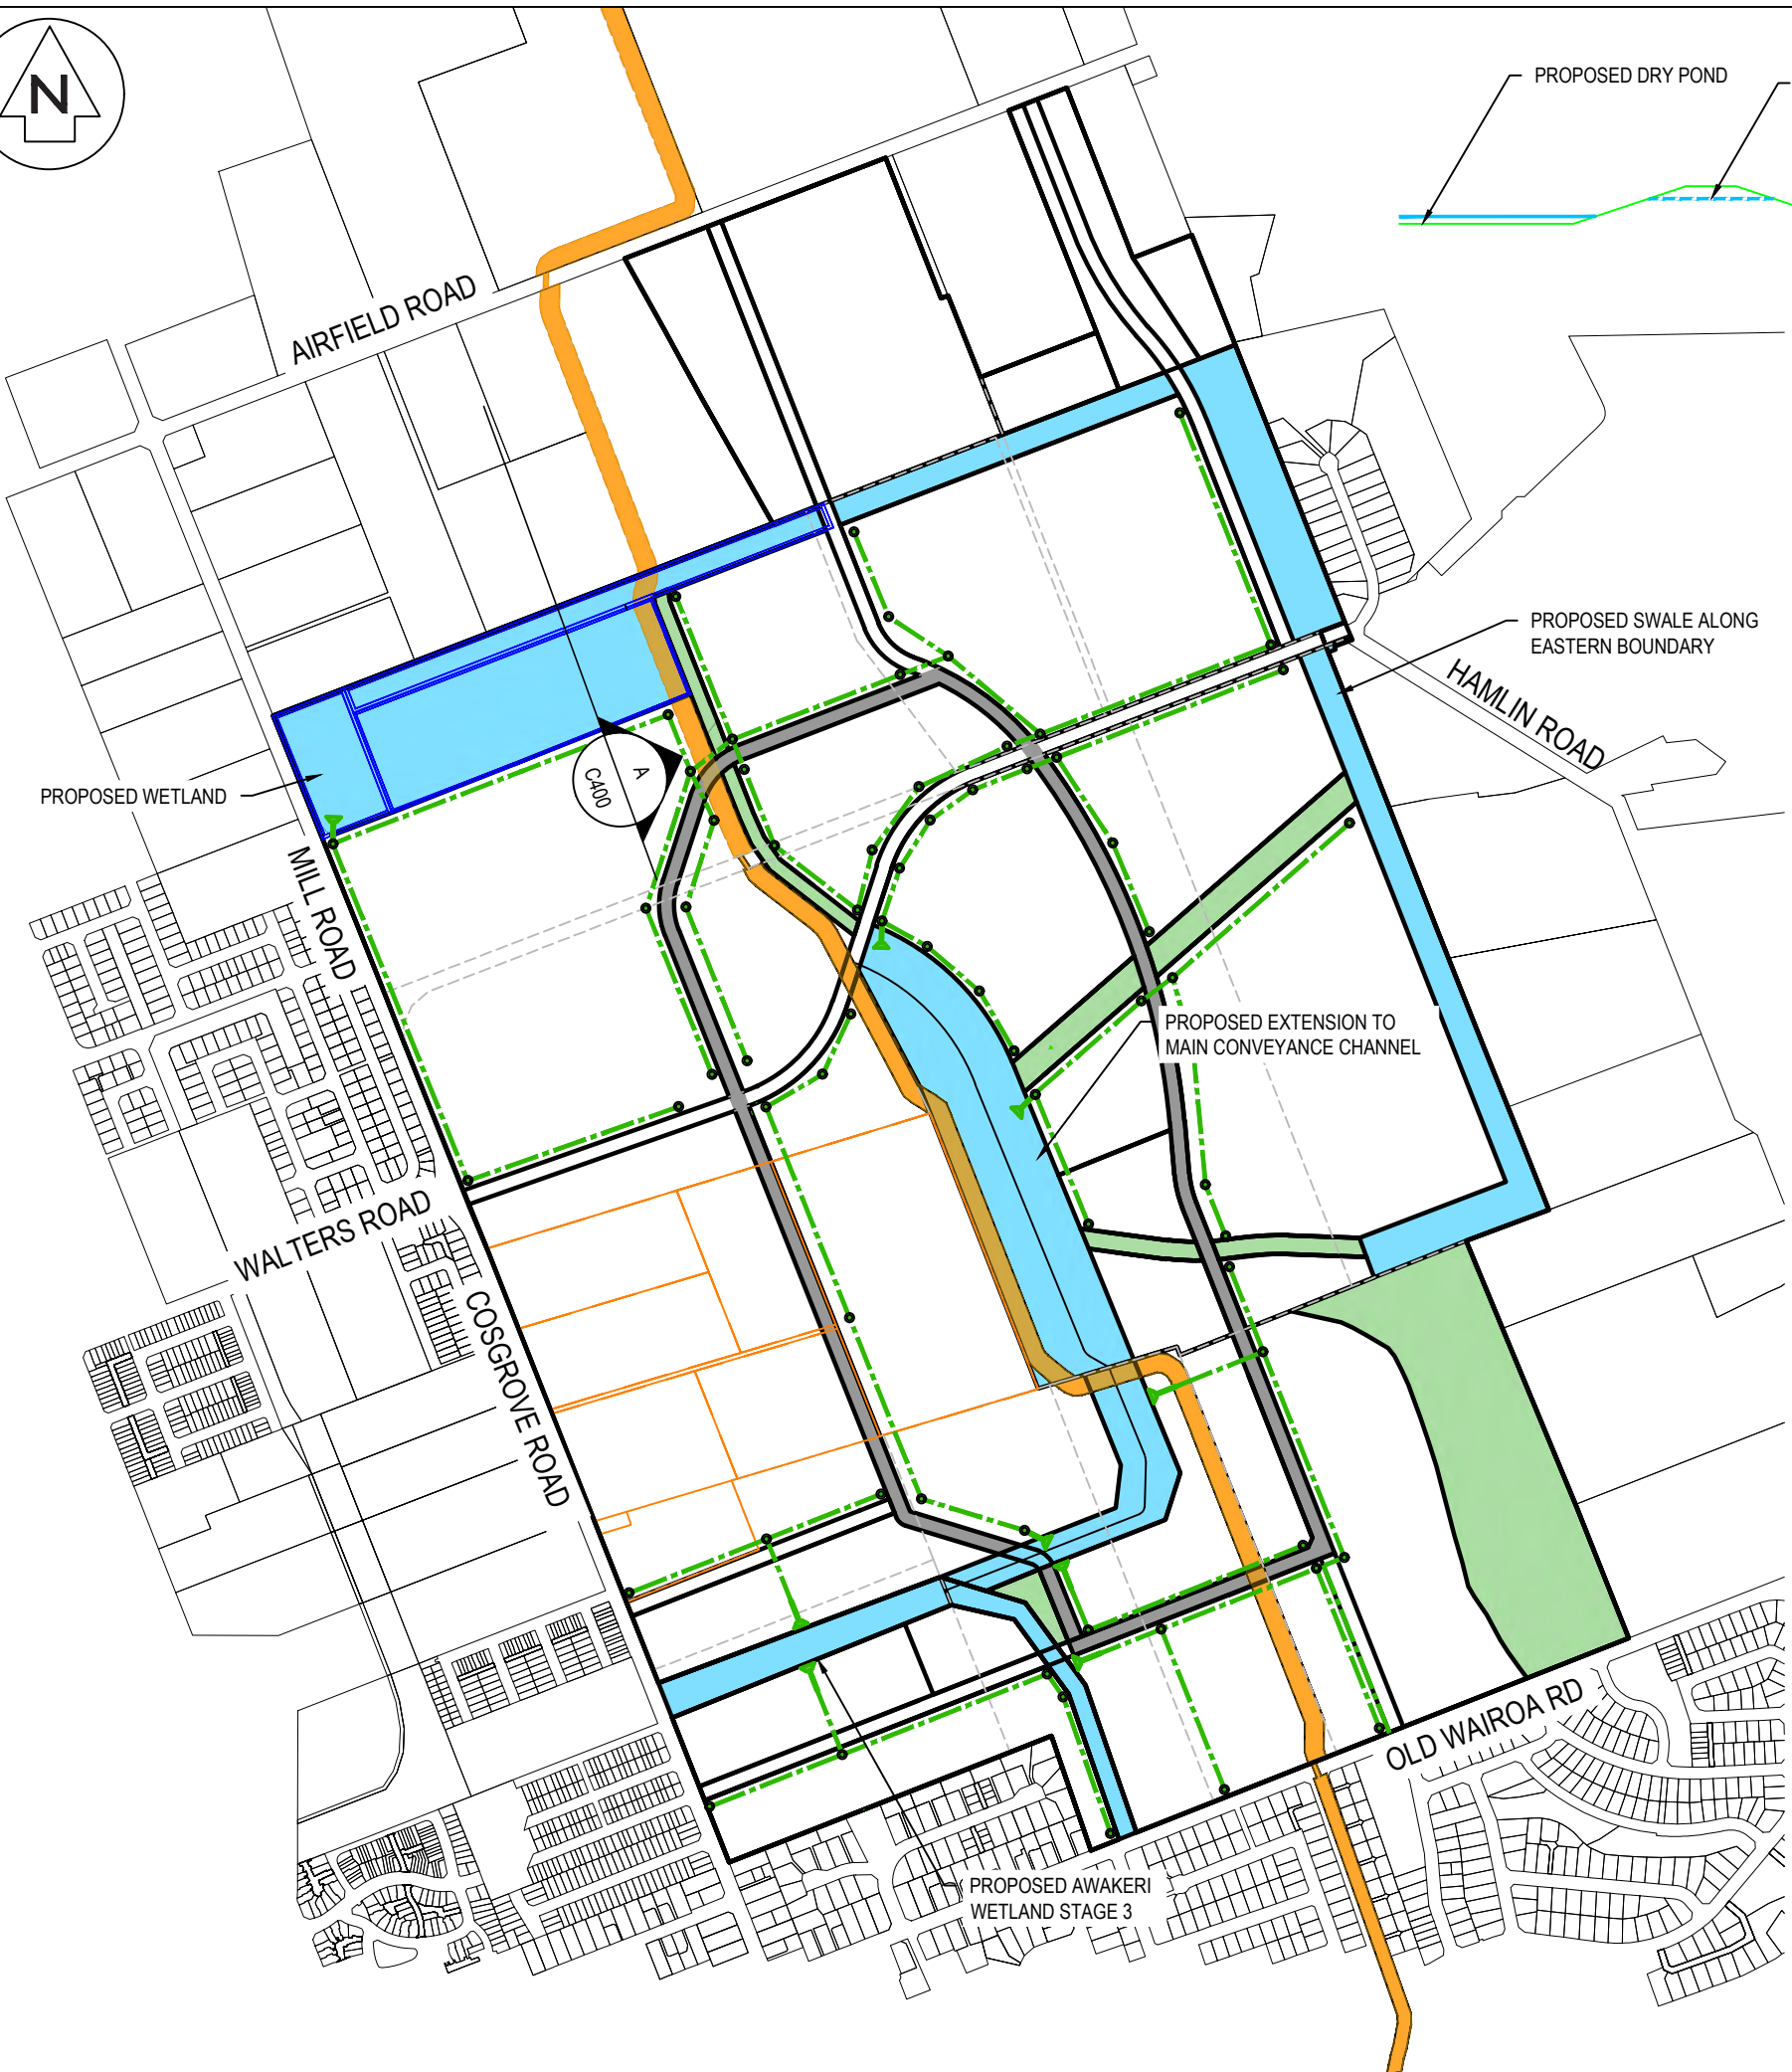 N
PROPOSED DRY POND
AIRFIELD ROAD
PROPOSED SWALE ALONG
EASTERN BOUNDARY
HAMLIN ROAD
PROPOSED WETLAND
A
C400
MILL ROAD
PROPOSED EXTENSION TO
MAIN CONVEYANCE CHANNEL
WALTERS ROAD
COSGROVE ROAD
OLD WAIROA RD
PROPOSED AWAKERI
WETLAND STAGE 3